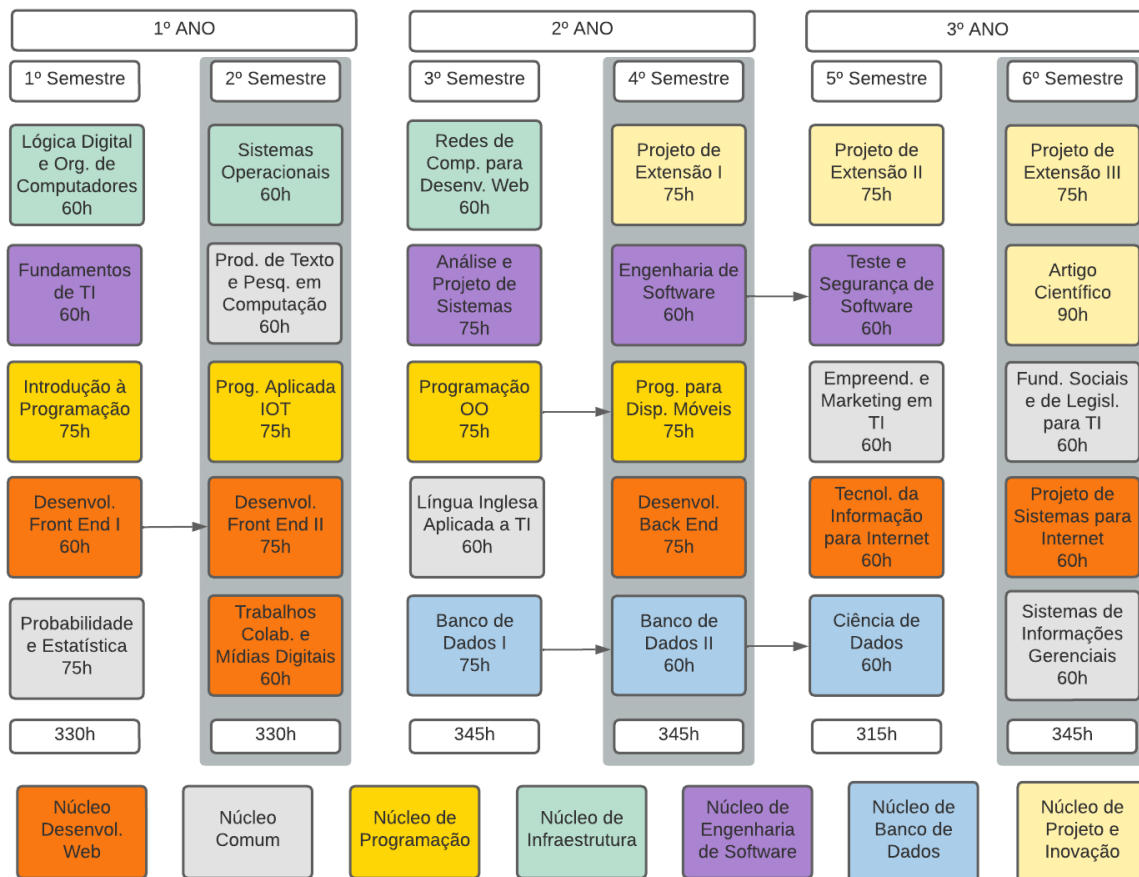 1º ANO
2º ANO
3º ANO
1º Semestre
2º Semestre
3º Semestre
4º Semestre
5º Semestre
6º Semestre
Lógica Digital
e Org. de
Computadores
60h
Sistemas
Operacionais
60h
Redes de
Comp. para
Desenv. Web
60h
Projeto de
Extensão I
75h
Projeto de
Extensão II
75h
Projeto de
Extensão III
75h
Fundamentos
de TI
60h
Prod. de Texto
e Pesq. em
Computação
60h
Análise e
Projeto de
Sistemas
75h
Engenharia de
Software
60h
Teste e
Segurança de
Software
60h
Artigo
Científico
90h
Introdução à
Programação
75h
Prog. Aplicada
IOT
75h
Programação
OO
75h
Prog. para
Disp. Móveis
75h
Empreend. e
Marketing em
TI
60h
Fund. Sociais
e de Legisl.
para TI
60h
Desenvol.
Front End I
60h
Desenvol.
Front End II
75h
Língua Inglesa
Aplicada a TI
60h
Desenvol.
Back End
75h
Tecnol. da
Informação
para Internet
60h
Projeto de
Sistemas para
Internet
60h
Probabilidade
e Estatística
75h
Trabalhos
Colab. e
Mídias Digitais
60h
Banco de
Dados I
75h
Banco de
Dados II
60h
Ciência de
Dados
60h
Sistemas de
Informações
Gerenciais
60h
330h
330h
345h
345h
315h
345h
Núcleo
Desenvol.
Web
Núcleo
Comum
Núcleo de
Programação
Núcleo de
Infraestrutura
Núcleo de
Engenharia
de Software
Núcleo de
Banco de
Dados
Núcleo de
Projeto e
Inovação